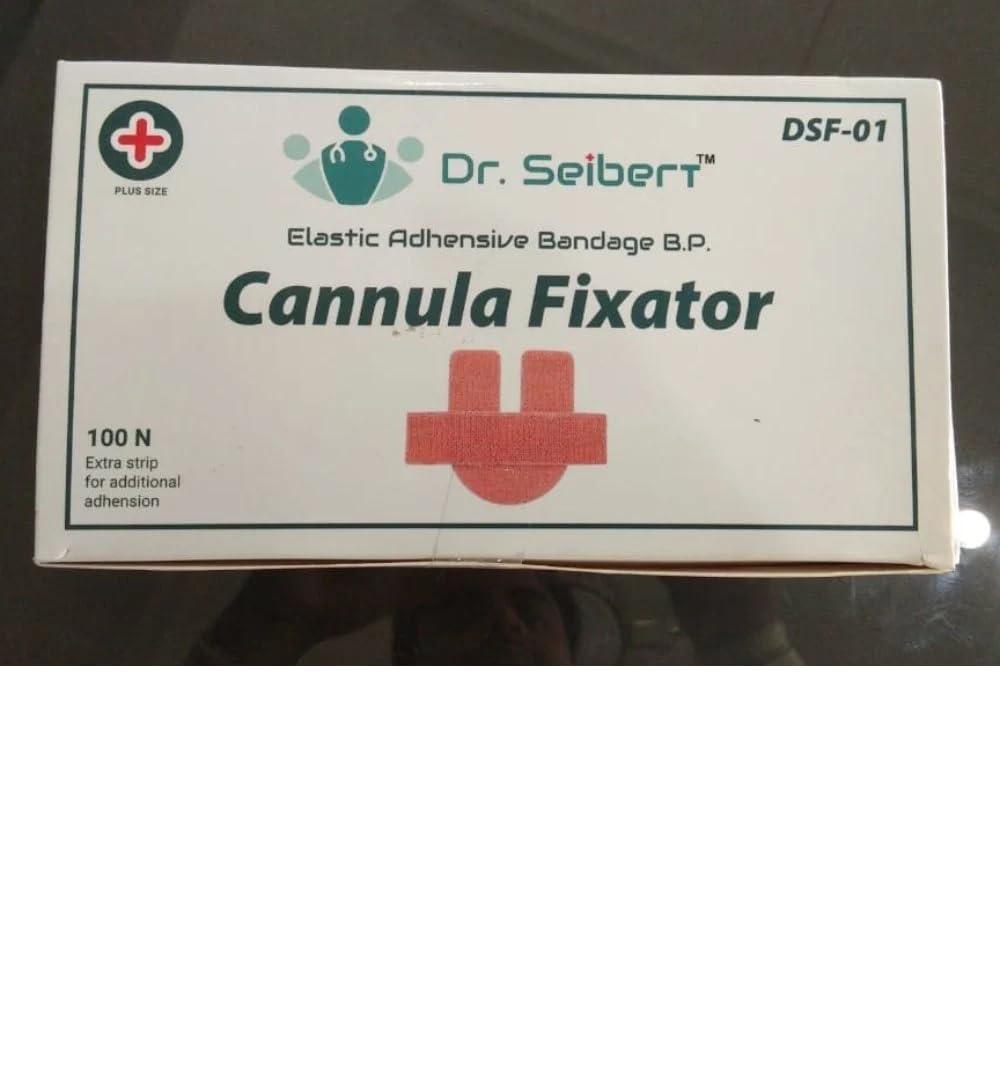 PLUS SIZE
Dr. Seibert™
DSF-01
Elastic Adhensive Bandage B.P.
Cannula Fixator
100 N
Extra strip
for additional
adhension